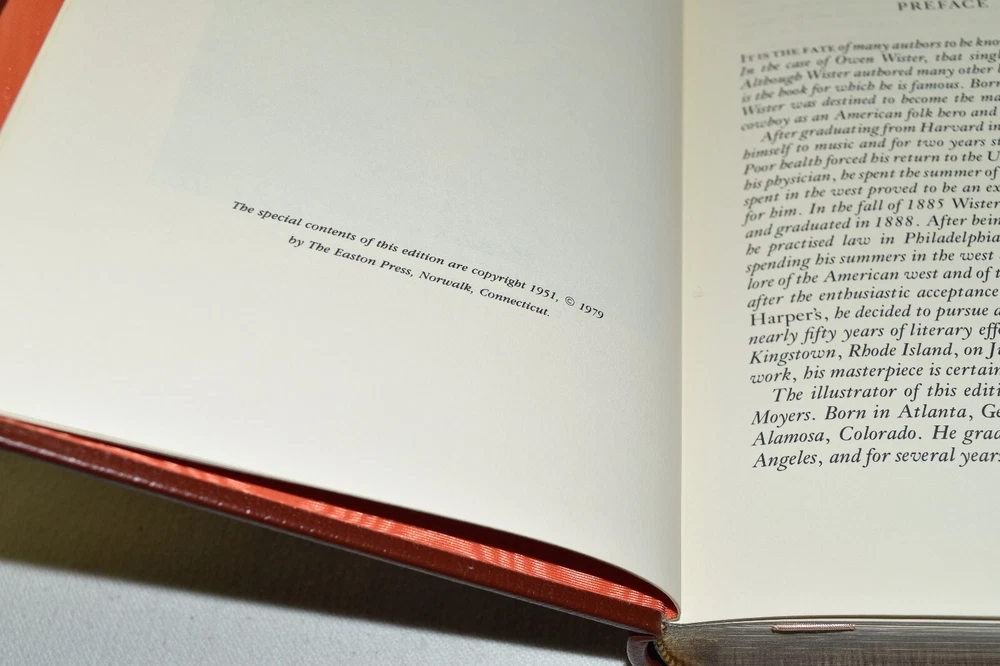 The special contents of this edition are copyright 1951, © 1979
by The Easton Press, Norwalk, Connecticut.
PREFACE
IT IS THE FATE of many authors to be kno
In the case of Owen Wister, that sing
Although Wister authored many other
is the book for which he is famous. Born
Wister was destined to become the ma
cowboy as an American folk hero and
After graduating from Harvard in
himself to music and for two years st
Poor health forced his return to the U
his physician, he spent the summer of
spent in the west proved to be an ex
for him. In the fall of 1885 Wister
and graduated in 1888. After bein
he practised law in Philadelphia
spending his summers in the west
lore of the American west and of t
after the enthusiastic acceptance
Harper's, he decided to pursue a
nearly fifty years of literary effo
Kingstown, Rhode Island, on Ju
work, his masterpiece is certain
The illustrator of this editi
Moyers. Born in Atlanta, Ge
Alamosa, Colorado. He grad
Angeles, and for several years